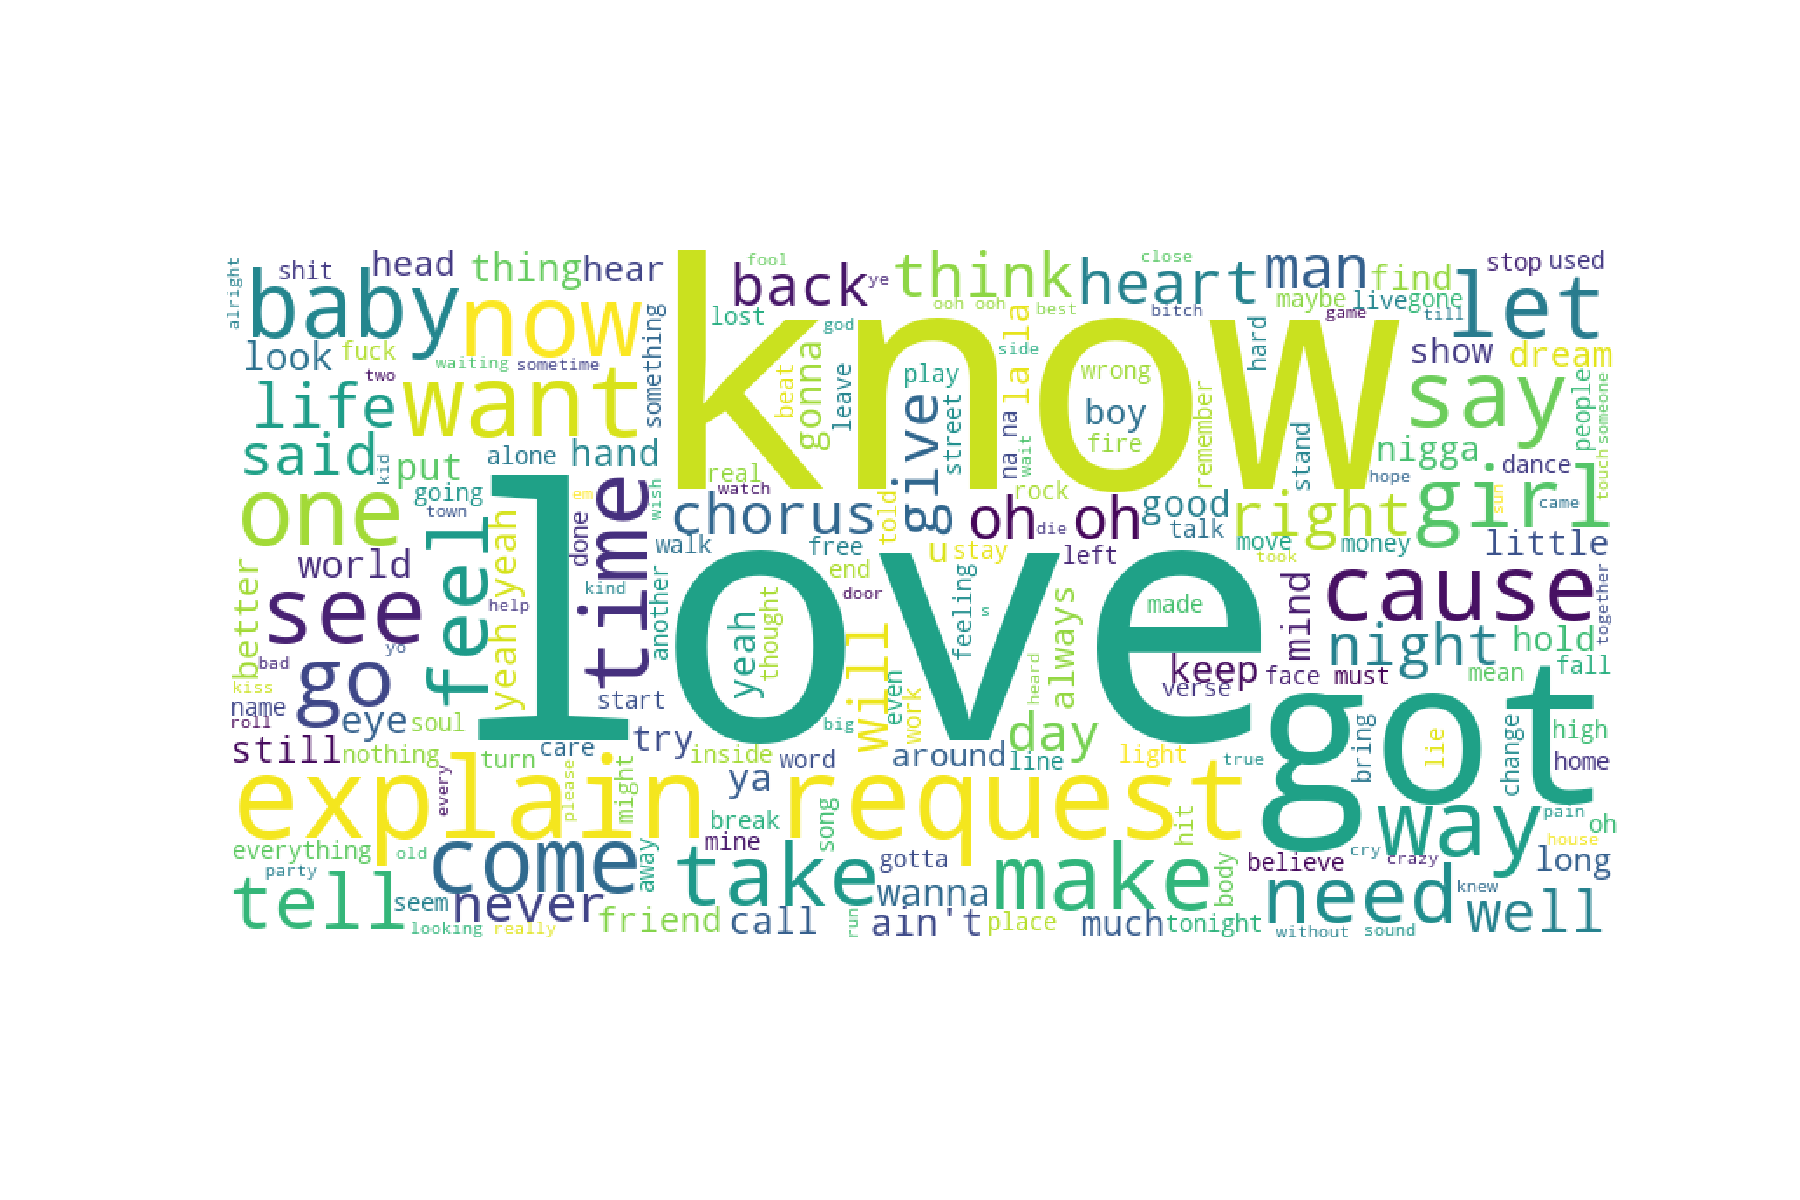 know
love
got
explain request
baby
now
want
time
feel
see
go
one
said
life
look
let
say
girl
right
cause
night
way
need
well
make
take
come
tell
never
still
think
heart
man
back
head
thing
hear
shit
alright
fuck
waiting
sometime
two
something
fool
ye
lost
god
ooh ooh
best
close
bitch
maybe
live
gone
game
till
find
stop
used
show
dream
people
someone
touch
hard
side
wrong
boy
fire
remember
stand
nigga
hope
dance
came
sun
la la la
na na
wait
play
street
give
gonna
beat
leave
real
watch
wish
chorus
told
rock
oh oh
die
good
talk
move
money
took
little
together
left
stay
u
free
end
walk
another
door
thought
yeah
feeling
s
made
mind
hold
fall
mean
keep
verse
face
must
always
heard
day
will
even
work
big
around
line
light
true
bring
lie
change
high
home
pain
oh
house
long
cry
crazy
believe
knew
without
sound
tonight
body
hit
much
place
ain't
wanna
gotta
run
call
song
mine
break
ya
word
inside
try
start
care
turn
please
might
away
friend
really
looking
seem
party
old
everything
every
nothing
soul
eye
name
roll
kiss
bad
yo
better
world
help
kind
done
em
yeah yeah
town
going
kid
put
alone
hand